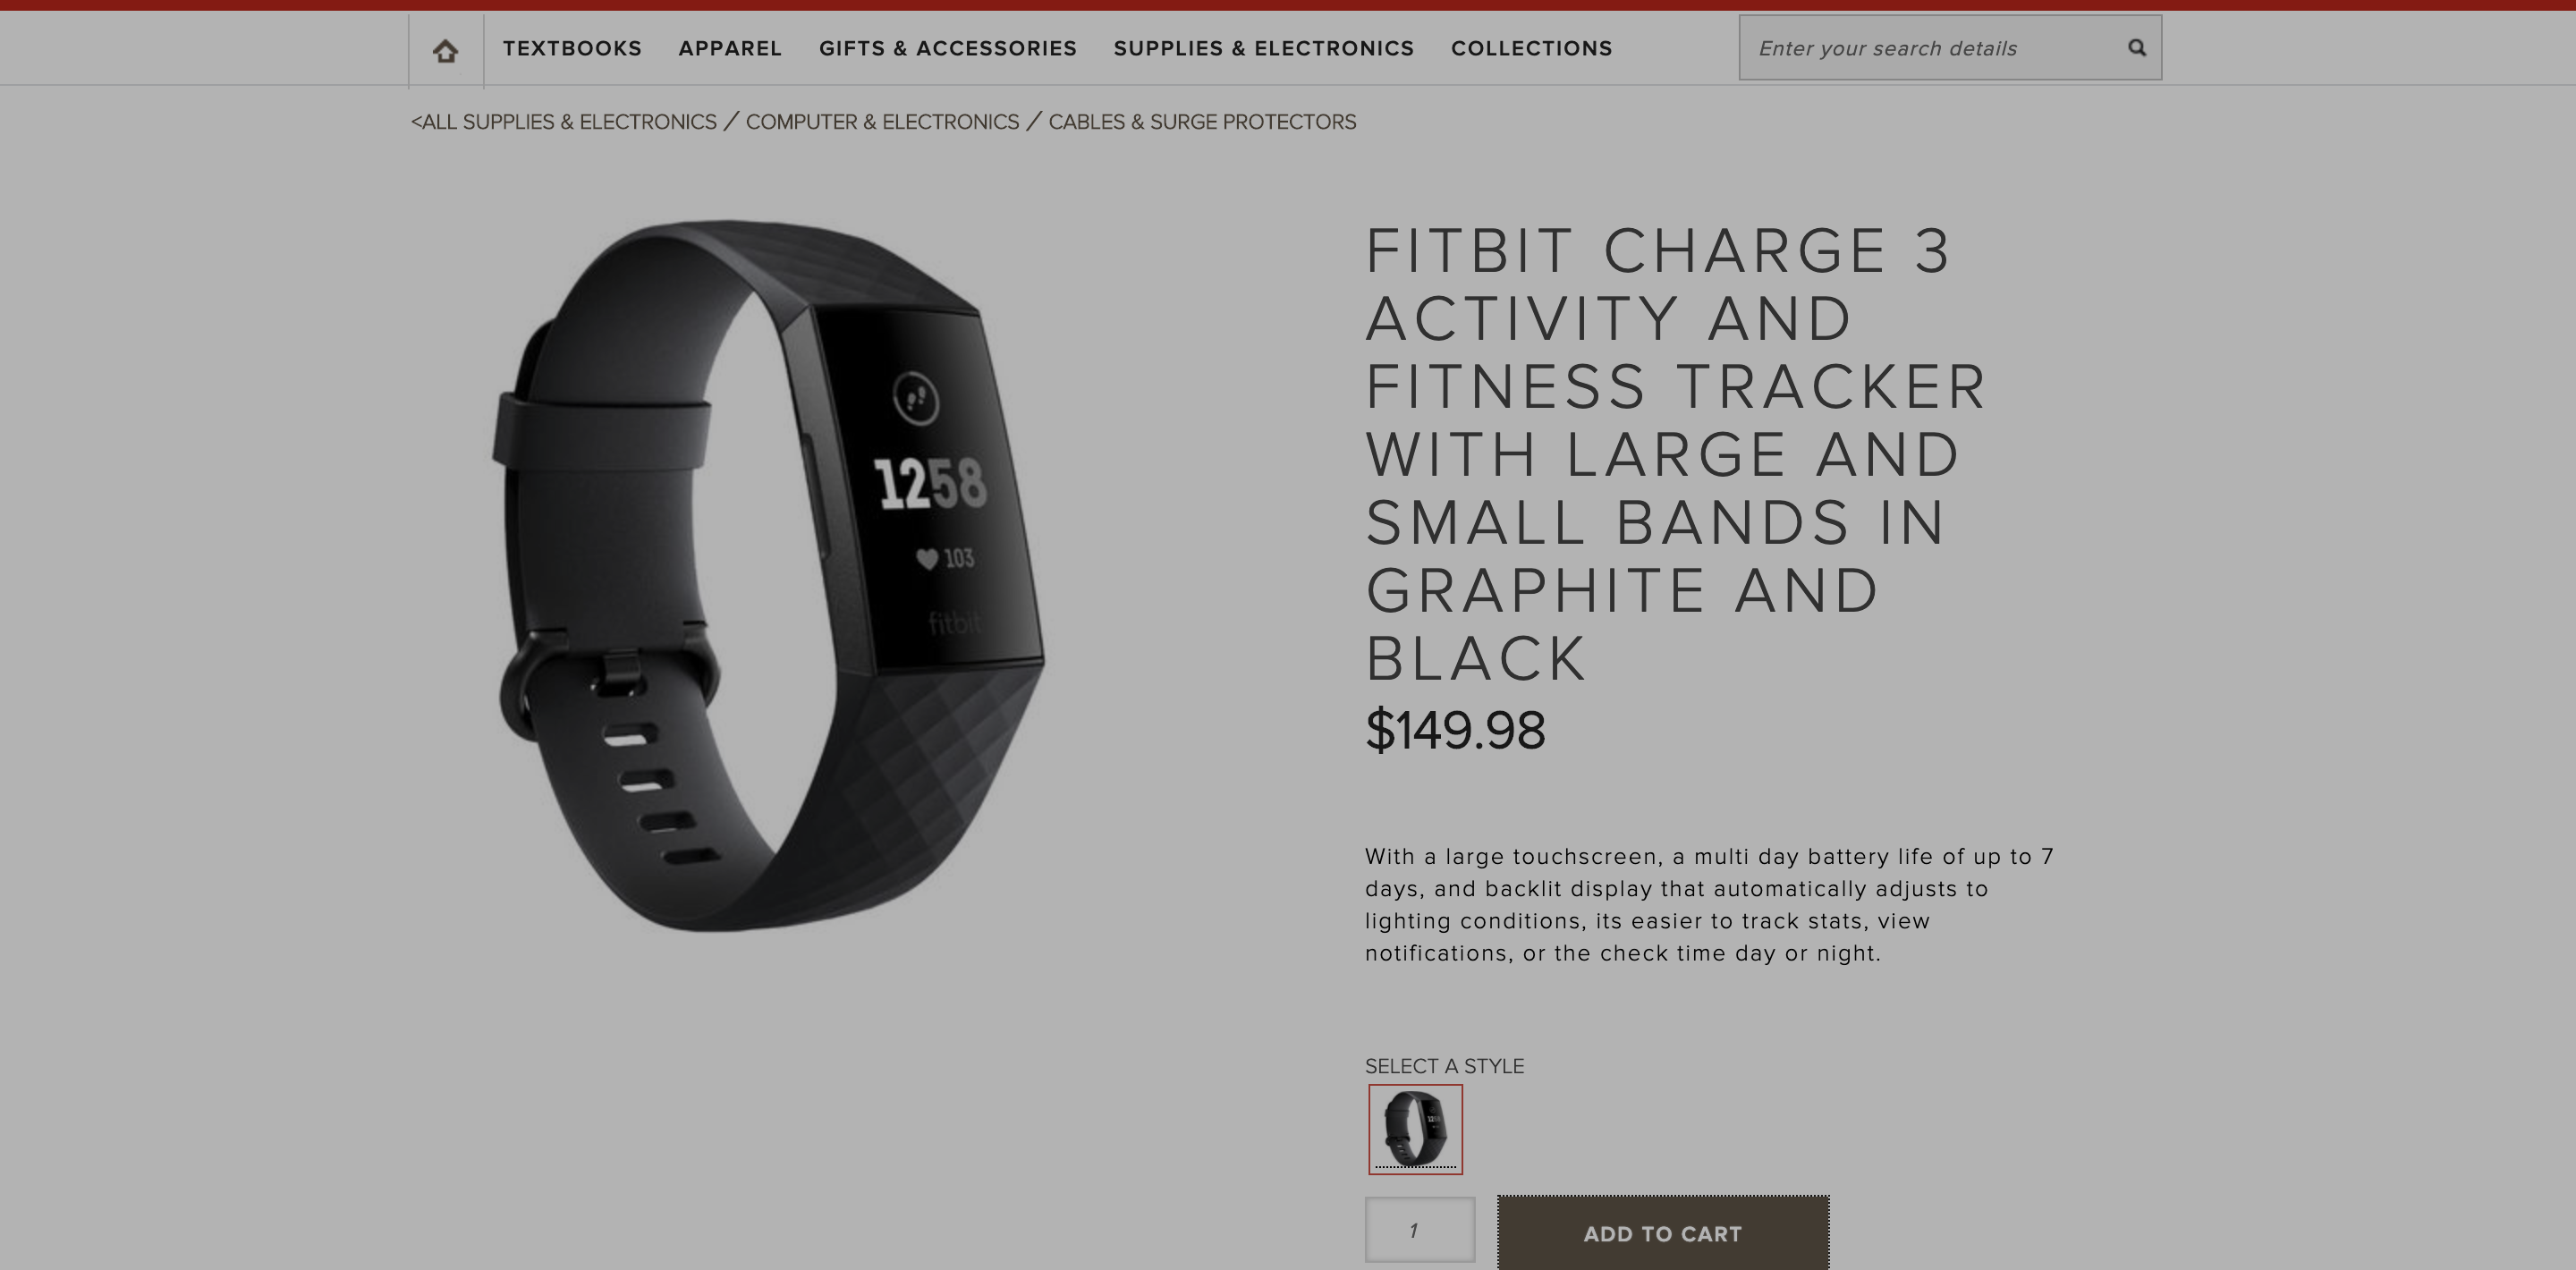 TEXTBOOKS APPAREL GIFTS & ACCESSORIES SUPPLIES & ELECTRONICS COLLECTIONS Enter your search details
<ALL SUPPLIES & ELECTRONICS / COMPUTER & ELECTRONICS / CABLES & SURGE PROTECTORS
1258
103
fitbit
FITBIT CHARGE 3
ACTIVITY AND
FITNESS TRACKER
WITH LARGE AND
SMALL BANDS IN
GRAPHITE AND
BLACK
$149.98
With a large touchscreen, a multi day battery life of up to 7
days, and backlit display that automatically adjusts to
lighting conditions, its easier to track stats, view
notifications, or the check time day or night.
SELECT A STYLE
1258
1 ADD TO CART